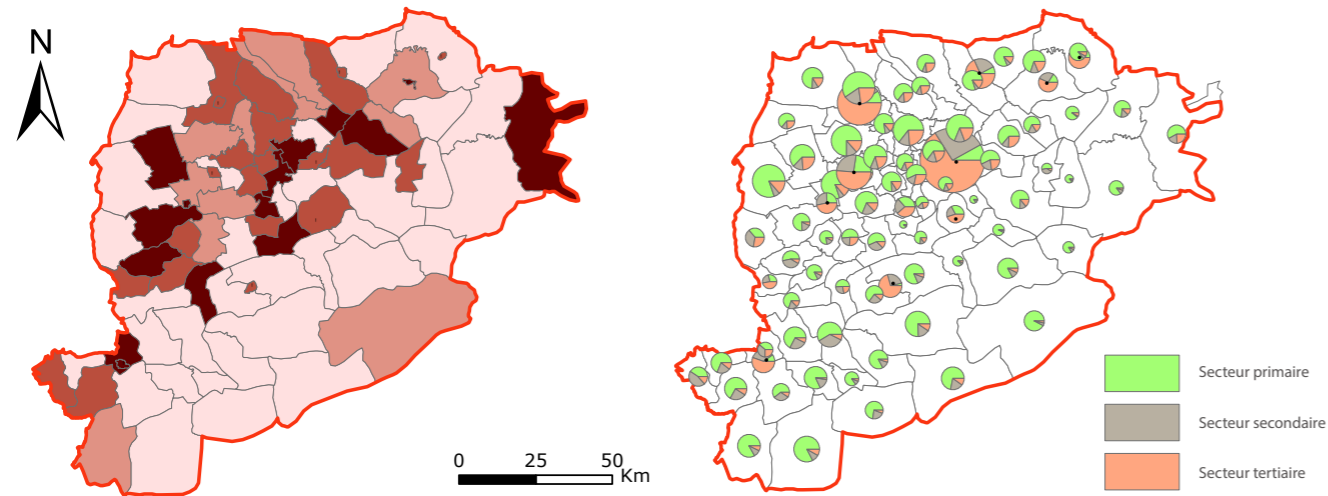 N
0 25 50
Km
Secteur primaire
Secteur secondaire
Secteur tertiaire